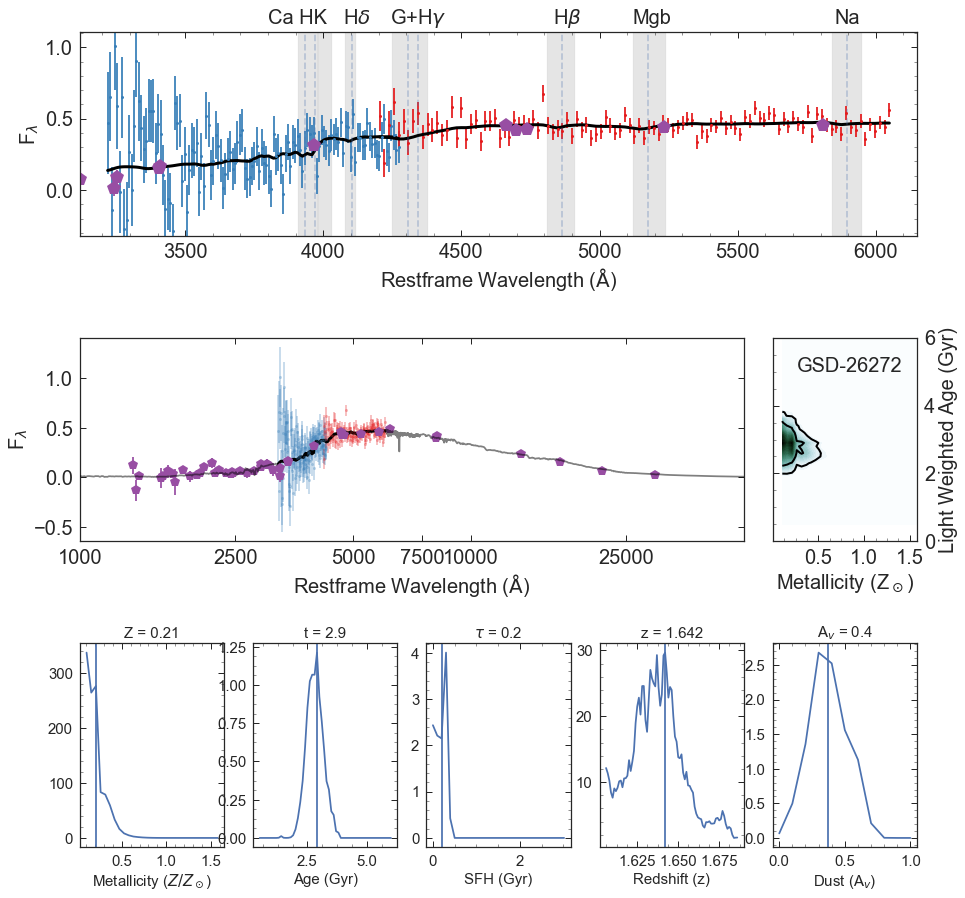 Ca HK Hδ G+Hγ Hβ Mgb Na
1.0
0.5
0.0
F_λ
3500 4000 4500 5000 5500 6000
Restframe Wavelength (Å)
1.0
0.5
0.0
−0.5
F_λ
1000 2500 5000 7500 10000 25000
Restframe Wavelength (Å)
GSD-26272
6
4
2
0
Light Weighted Age (Gyr)
0.5 1.0 1.5
Metallicity (Z_⊙)
Z = 0.21
300
200
100
0
0.5 1.0 1.5
Metallicity (Z/Z_⊙)
t = 2.9
1.25
1.00
0.75
0.50
0.25
0.00
2.5 5.0
Age (Gyr)
τ = 0.2
4
3
2
1
0
0 2
SFH (Gyr)
z = 1.642
30
20
10
1.625 1.650 1.675
Redshift (z)
A_v = 0.4
2.5
2.0
1.5
1.0
0.5
0.0
0.0 0.5 1.0
Dust (A_v)